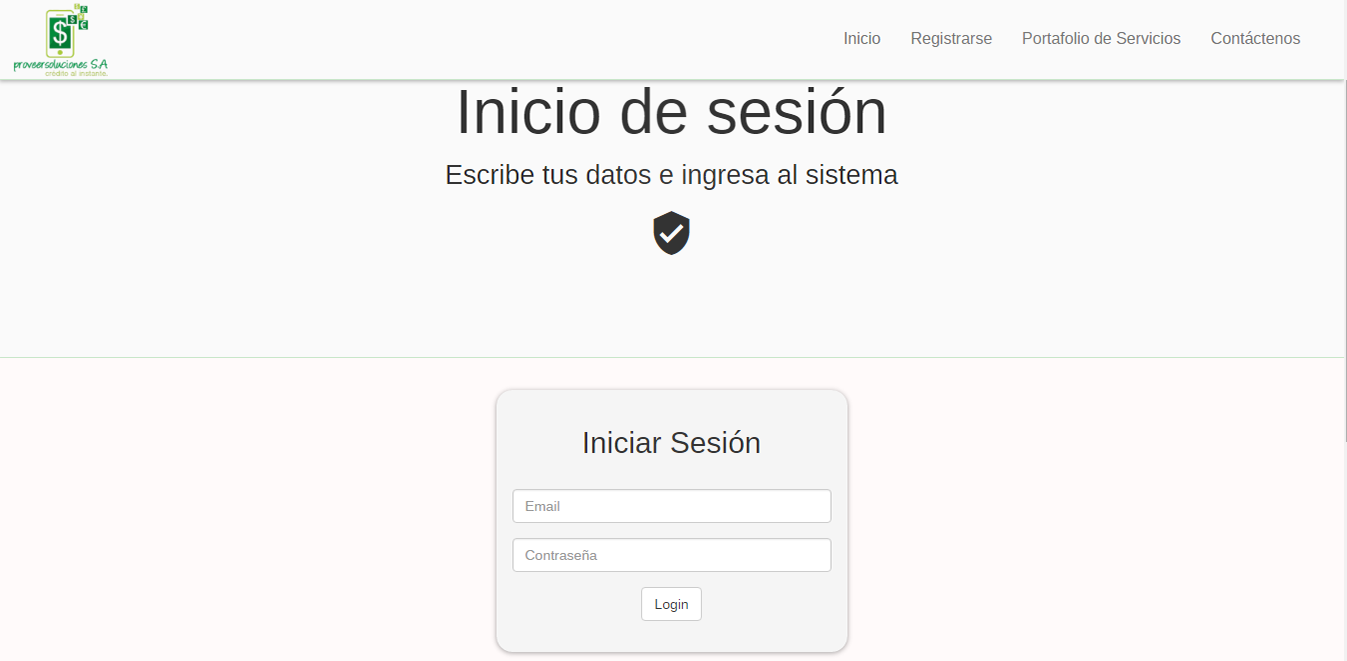 proveersoluciones S.A
crédito al instante.
Inicio
Registrarse
Portafolio de Servicios
Contáctenos
Inicio de sesión
Escribe tus datos e ingresa al sistema
Iniciar Sesión
Email
Contraseña
Login